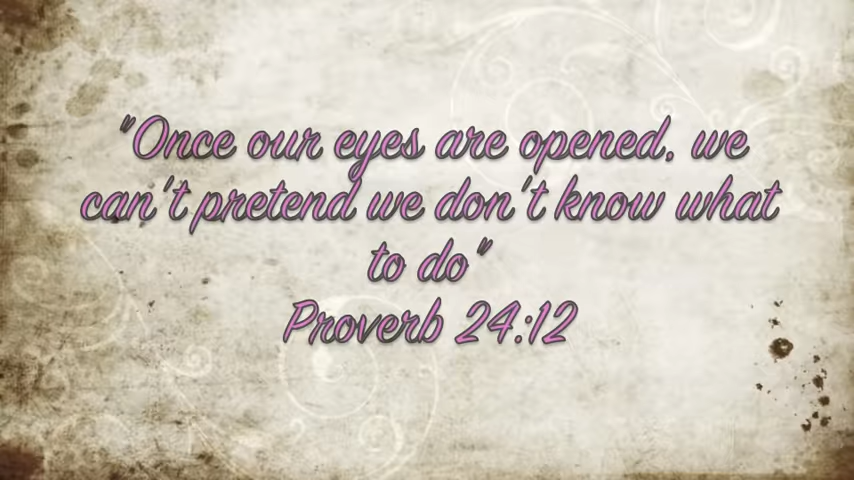 "Once our eyes are opened, we
can't pretend we don't know what
to do"
Proverb 24:12